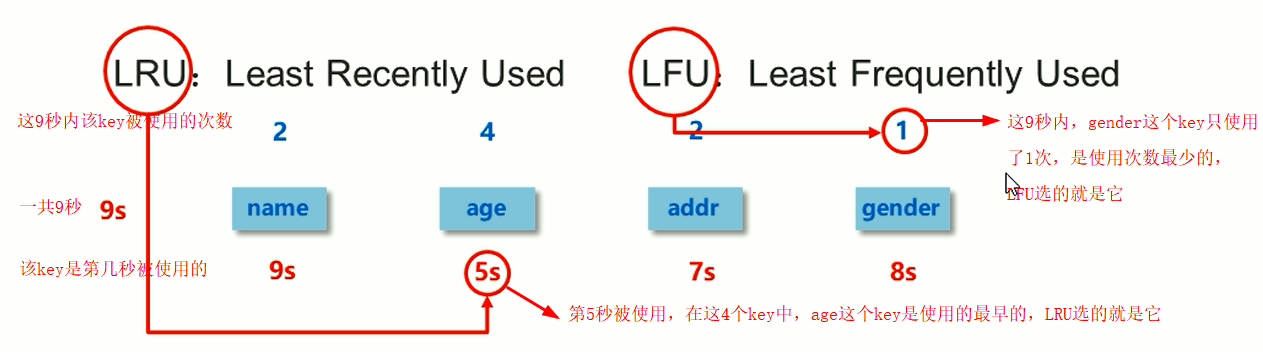 LRU： Least Recently Used
LFU： Least Frequently Used
这9秒内该key被使用的次数
2
4
2
1
这9秒内，gender这个key只使用
了1次，是使用次数最少的，
LFU选的就是它
一共9秒
9s
name
age
addr
gender
该key是第几秒被使用的
9s
5s
7s
8s
第5秒被使用，在这4个key中，age这个key是使用的最早的，LRU选的就是它